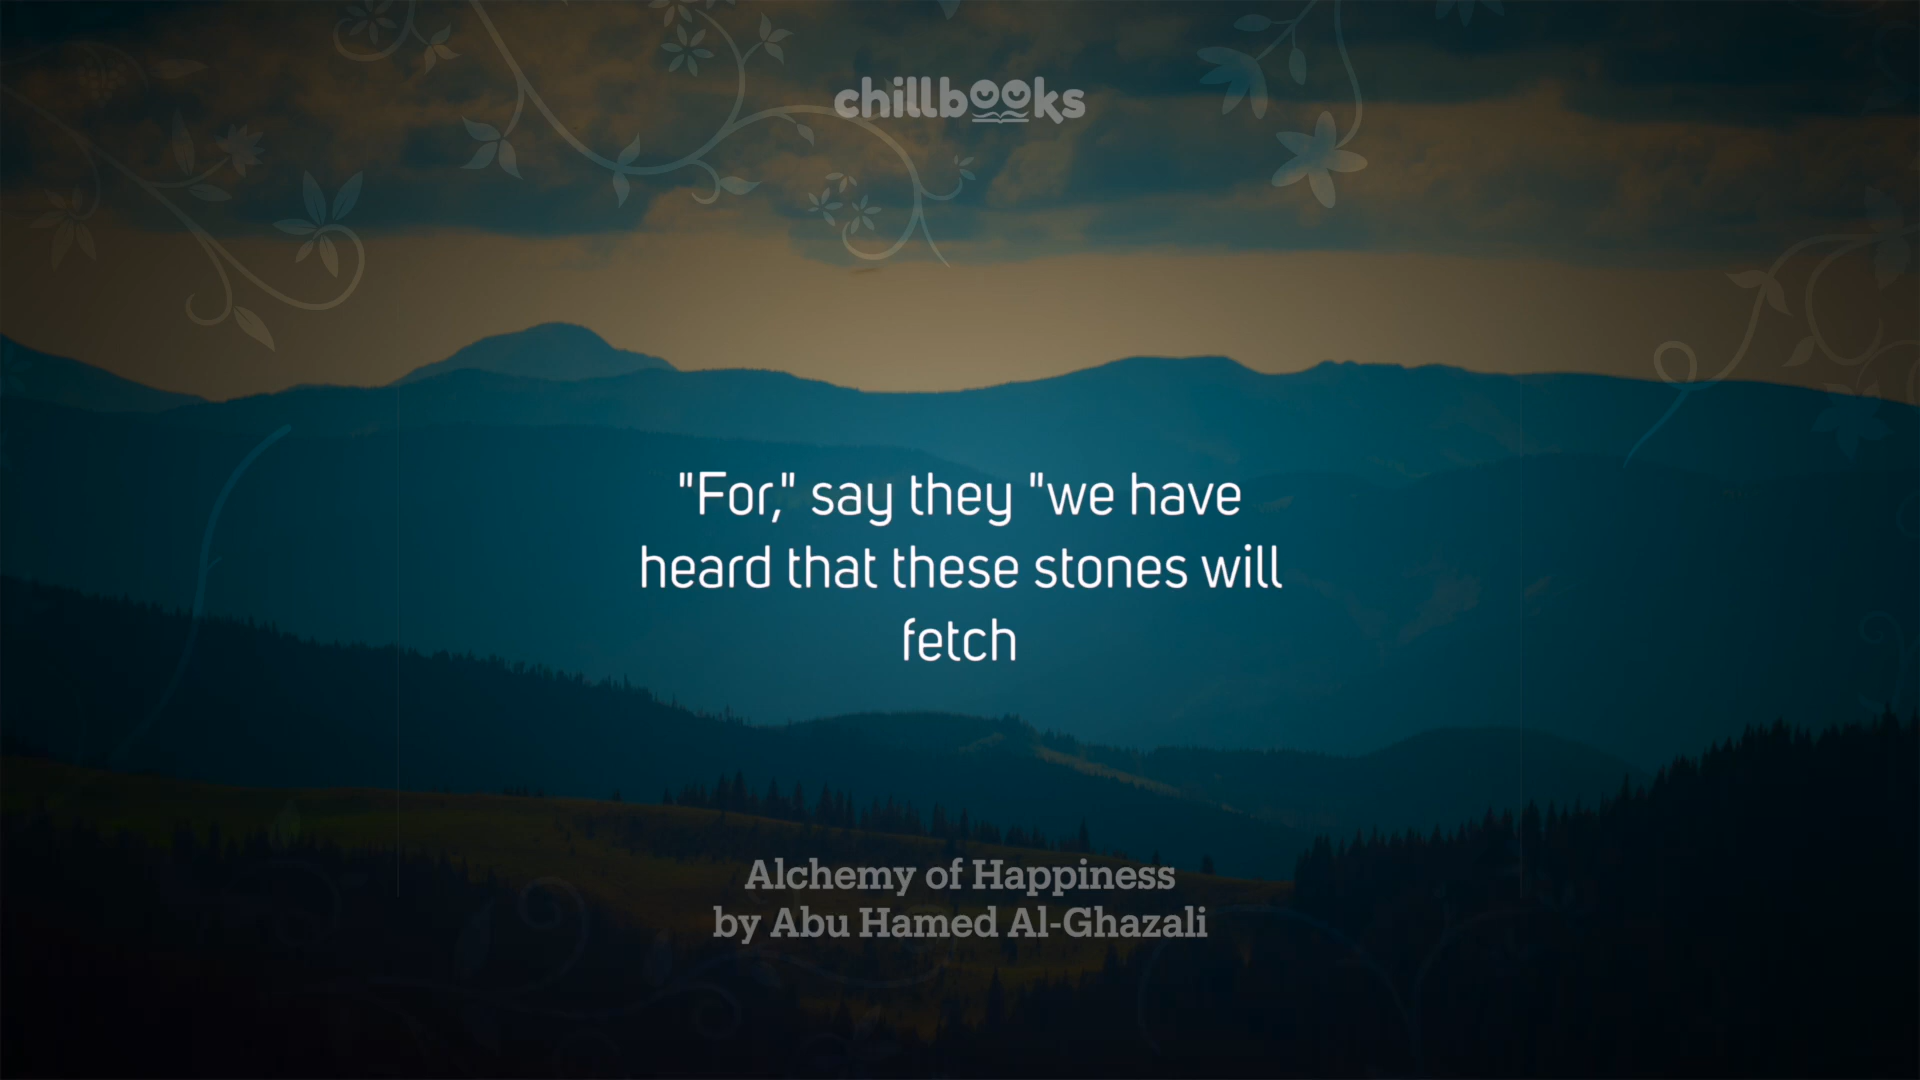 chillbooks
"For," say they "we have
heard that these stones will
fetch
Alchemy of Happiness
by Abu Hamed Al-Ghazali